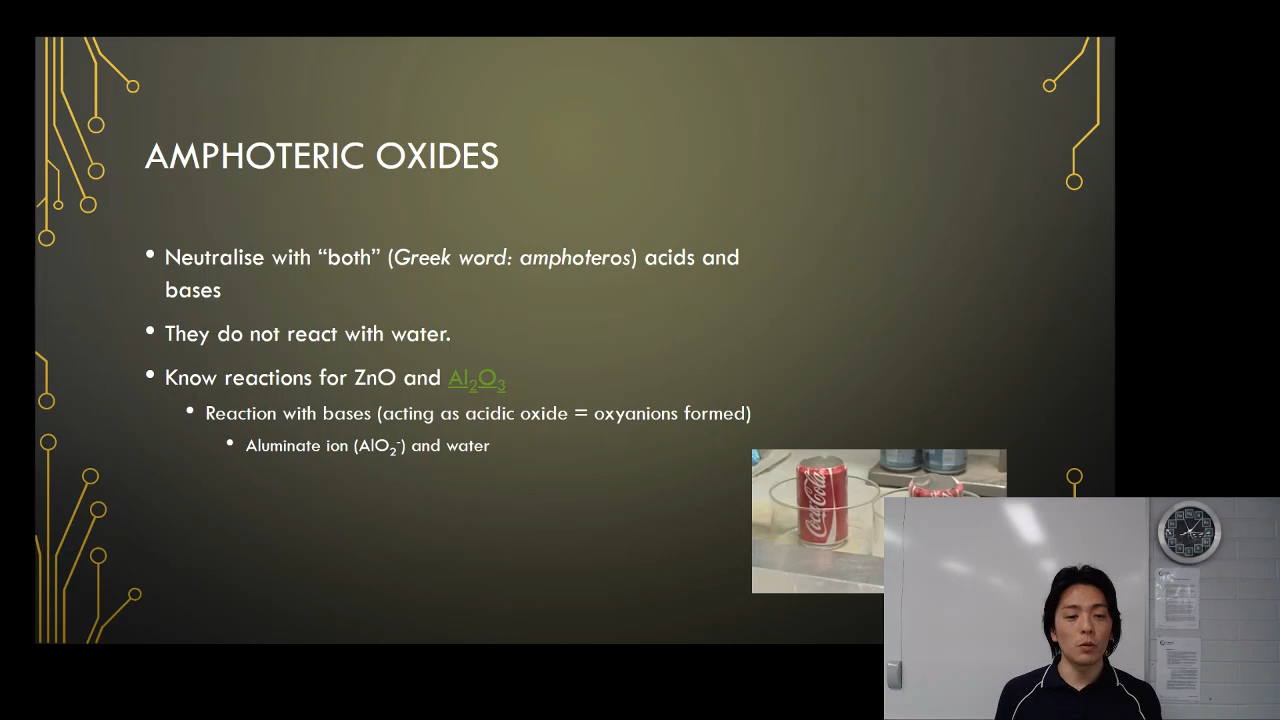 AMPHOTERIC OXIDES
• Neutralise with “both” (Greek word: amphoteros) acids and
bases
• They do not react with water.
• Know reactions for ZnO and Al₂O₃
• Reaction with bases (acting as acidic oxide = oxyanions formed)
• Aluminate ion (AlO₂⁻) and water
Coca-Cola